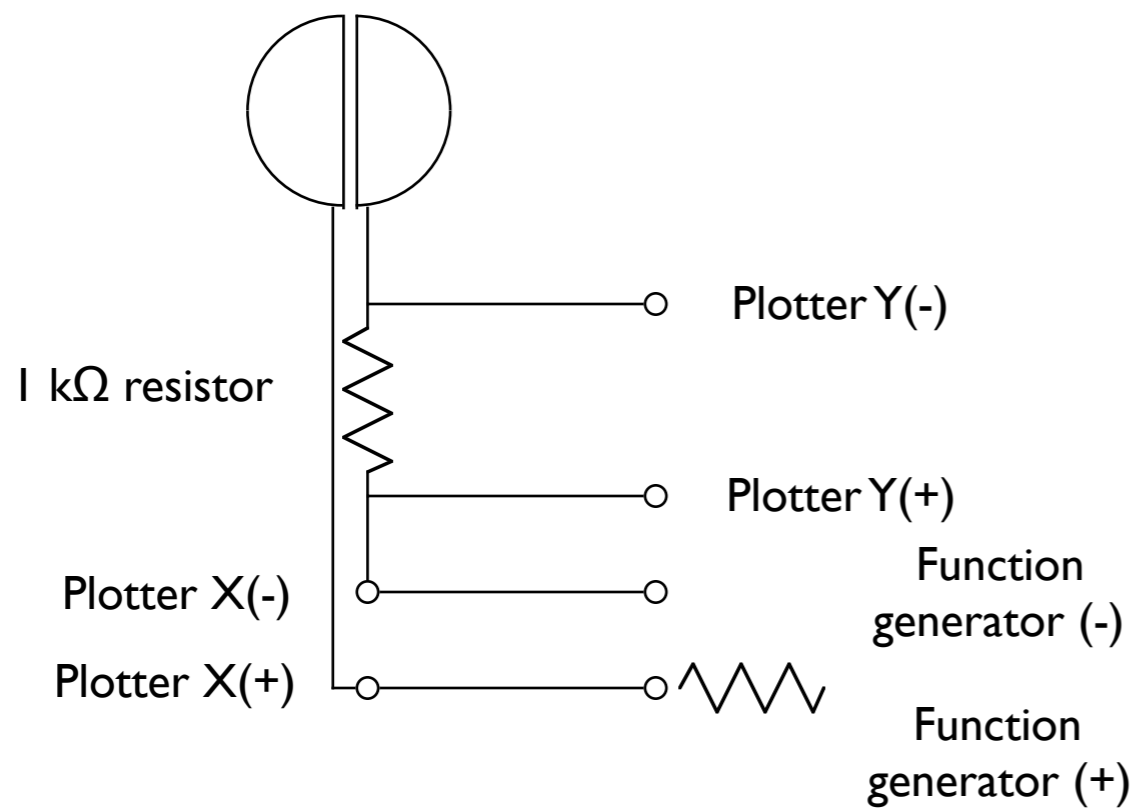 Plotter Y(-)
1 kΩ resistor
Plotter Y(+)
Function
generator (-)
Plotter X(-)
Plotter X(+)
Function
generator (+)